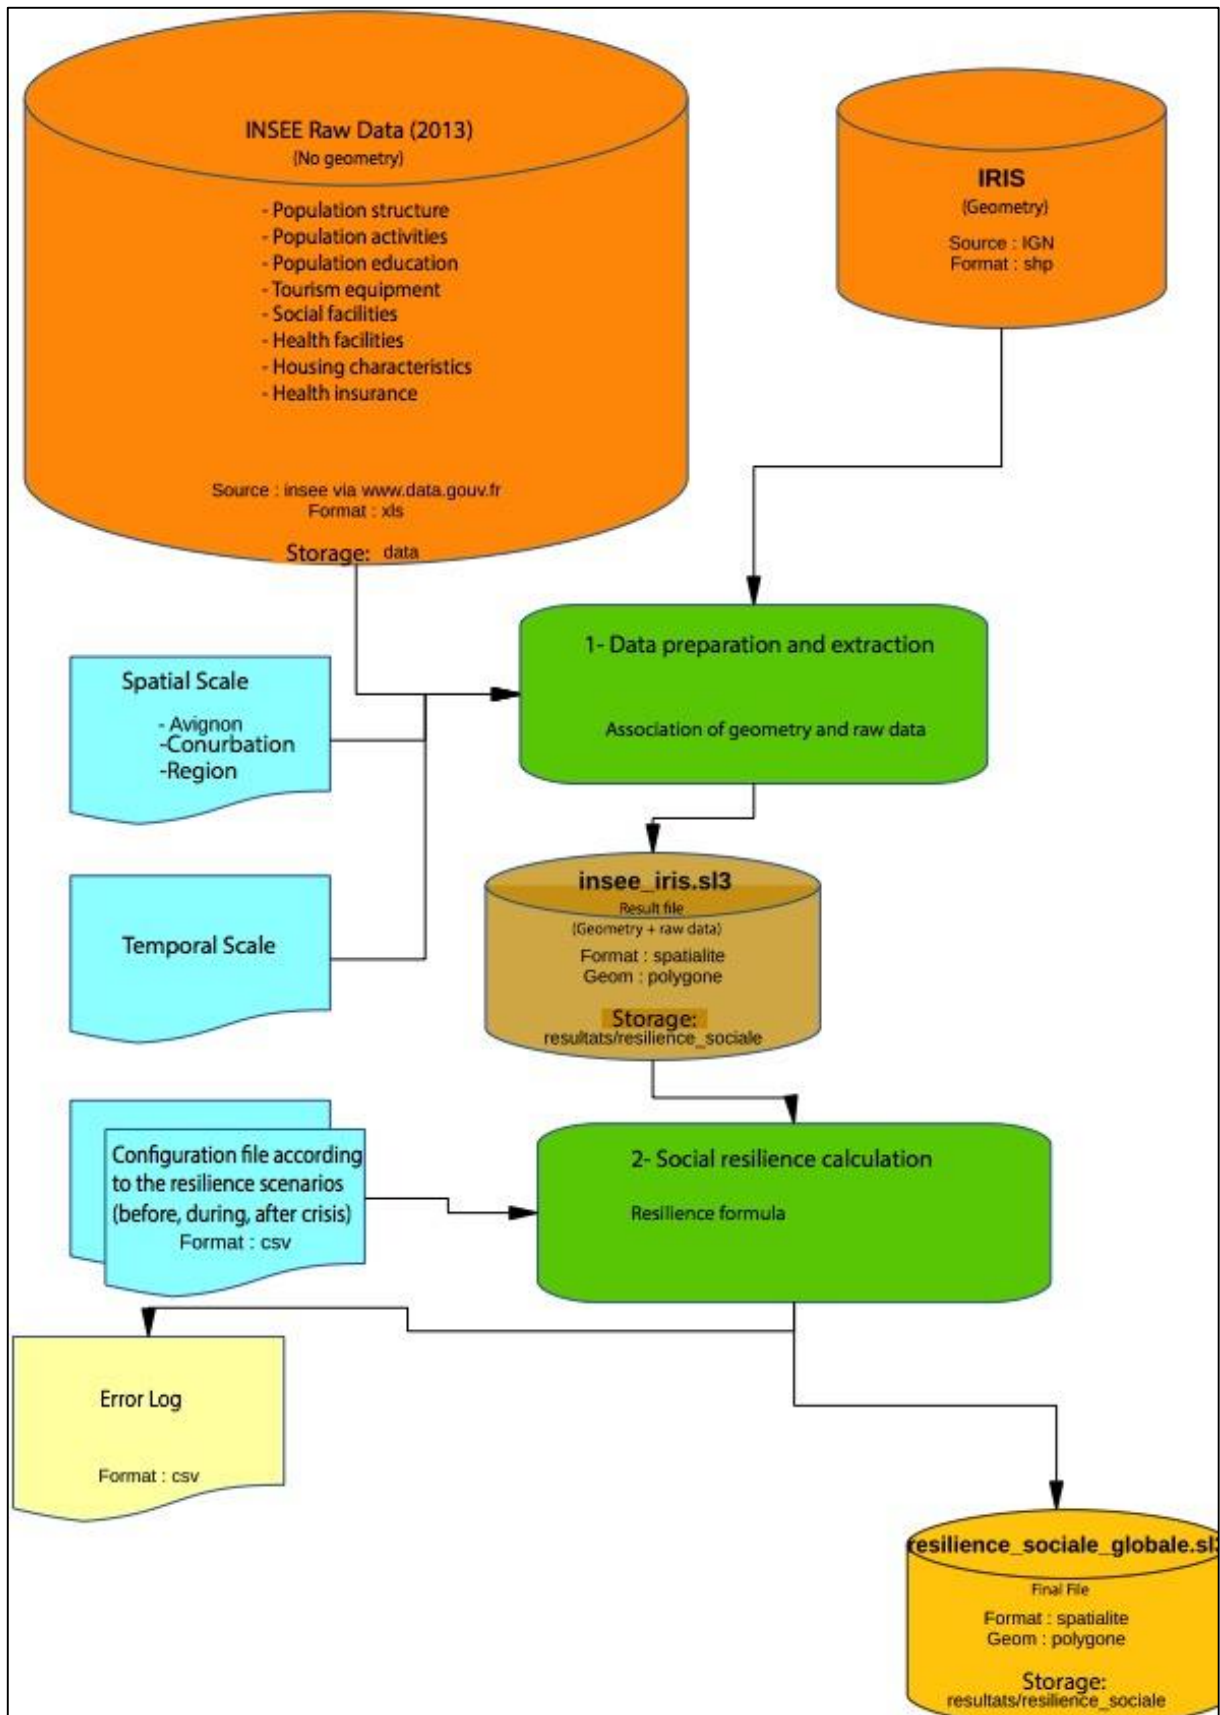 INSEE Raw Data (2013)
(No geometry)
- Population structure
- Population activities
- Population education
- Tourism equipment
- Social facilities
- Health facilities
- Housing characteristics
- Health insurance
Source : insee via www.data.gouv.fr
Format : xls
Storage: data
IRIS
(Geometry)
Source : IGN
Format : shp
1- Data preparation and extraction
Association of geometry and raw data
Spatial Scale
- Avignon
-Conurbation
-Region
Temporal Scale
insee_iris.sl3
Result file
(Geometry + raw data)
Format : spatialite
Geom : polygone
Storage:
resultats/resilience_sociale
Configuration file according
to the resilience scenarios
(before, during, after crisis)
Format : csv
2- Social resilience calculation
Resilience formula
Error Log
Format : csv
resilience_sociale_globale.sl3
Final File
Format : spatialite
Geom : polygone
Storage:
resultats/resilience_sociale